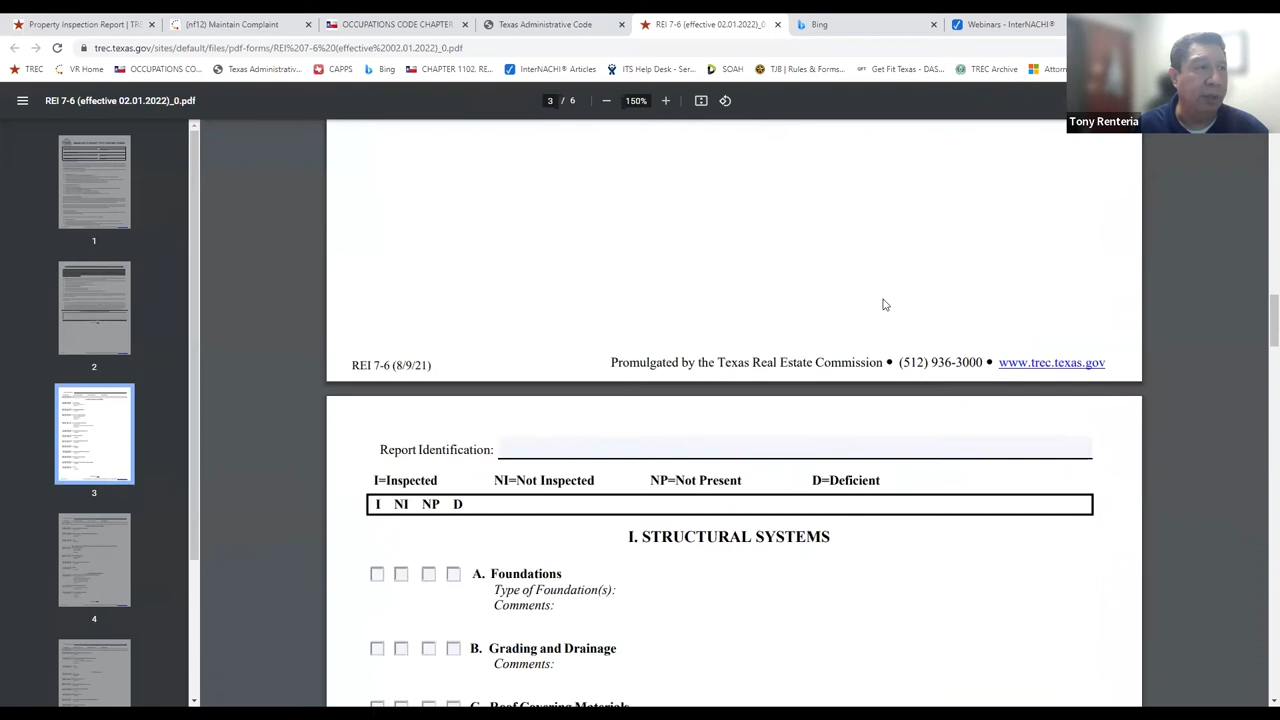 Property Inspection Report | TRE
(nf12) Maintain Complaint
OCCUPATIONS CODE CHAPTER
Texas Administrative Code
REI 7-6 (effective 02.01.2022)_0.p
Bing
Webinars - InterNACHI®
trec.texas.gov/sites/default/files/pdf-forms/REI%207-6%20(effective%2002.01.2022)_0.pdf
TREC
VR Home
OCCUPATIONS CO...
Texas Administrativ...
CAPPS
Bing
CHAPTER 1102. RE...
InterNACHI® Articles
ITS Help Desk - Ser...
SOAH
TJB | Rules & Forms...
Get Fit Texas - DAS...
TREC Archive
Attorn
REI 7-6 (effective 02.01.2022)_0.pdf
3 / 6
150%
Tony Renteria
1
2
3
4
REI 7-6 (8/9/21)
Promulgated by the Texas Real Estate Commission • (512) 936-3000 • www.trec.texas.gov
Report Identification:
I=Inspected NI=Not Inspected NP=Not Present D=Deficient
I NI NP D
I. STRUCTURAL SYSTEMS
A. Foundations
Type of Foundation(s):
Comments:
B. Grading and Drainage
Comments:
C. Roof Covering Materials